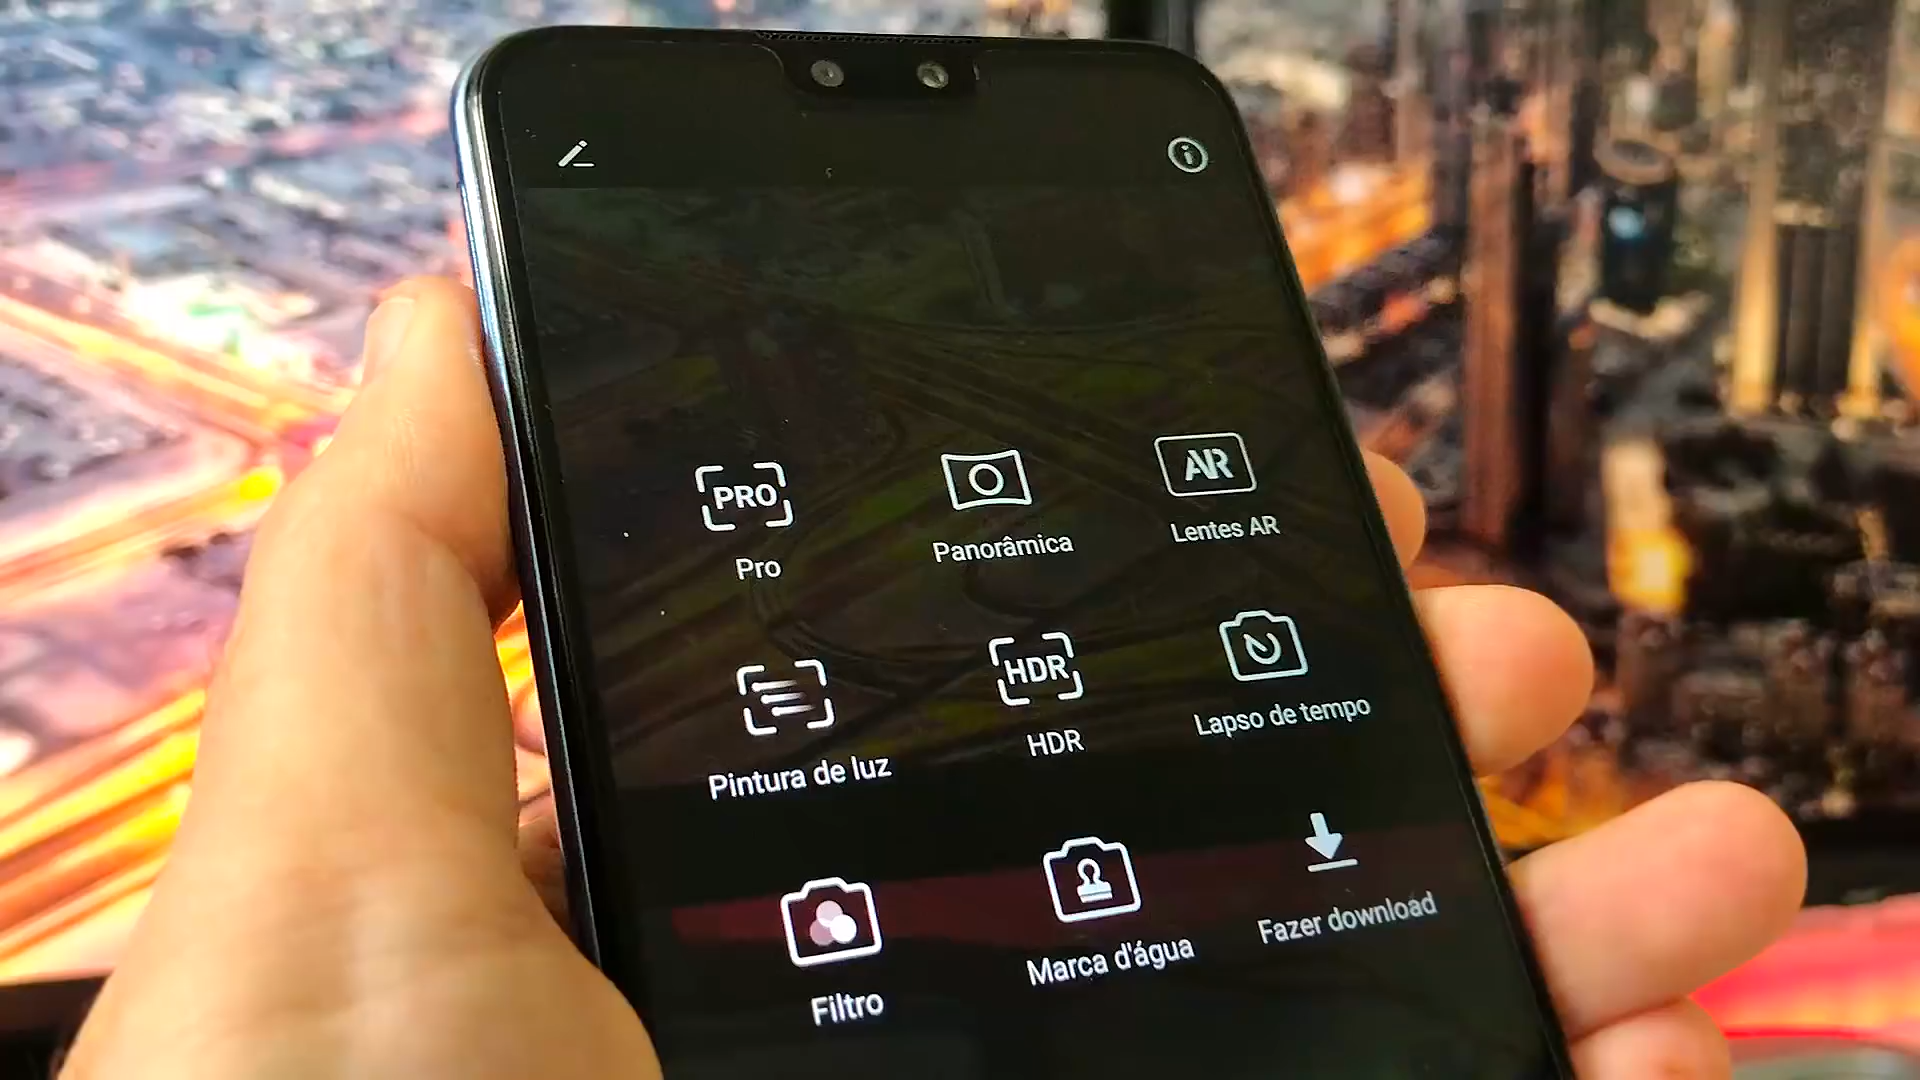 PRO
Pro
Panorâmica
AR
Lentes AR
Pintura de luz
HDR
HDR
Lapso de tempo
Filtro
Marca d'água
Fazer download